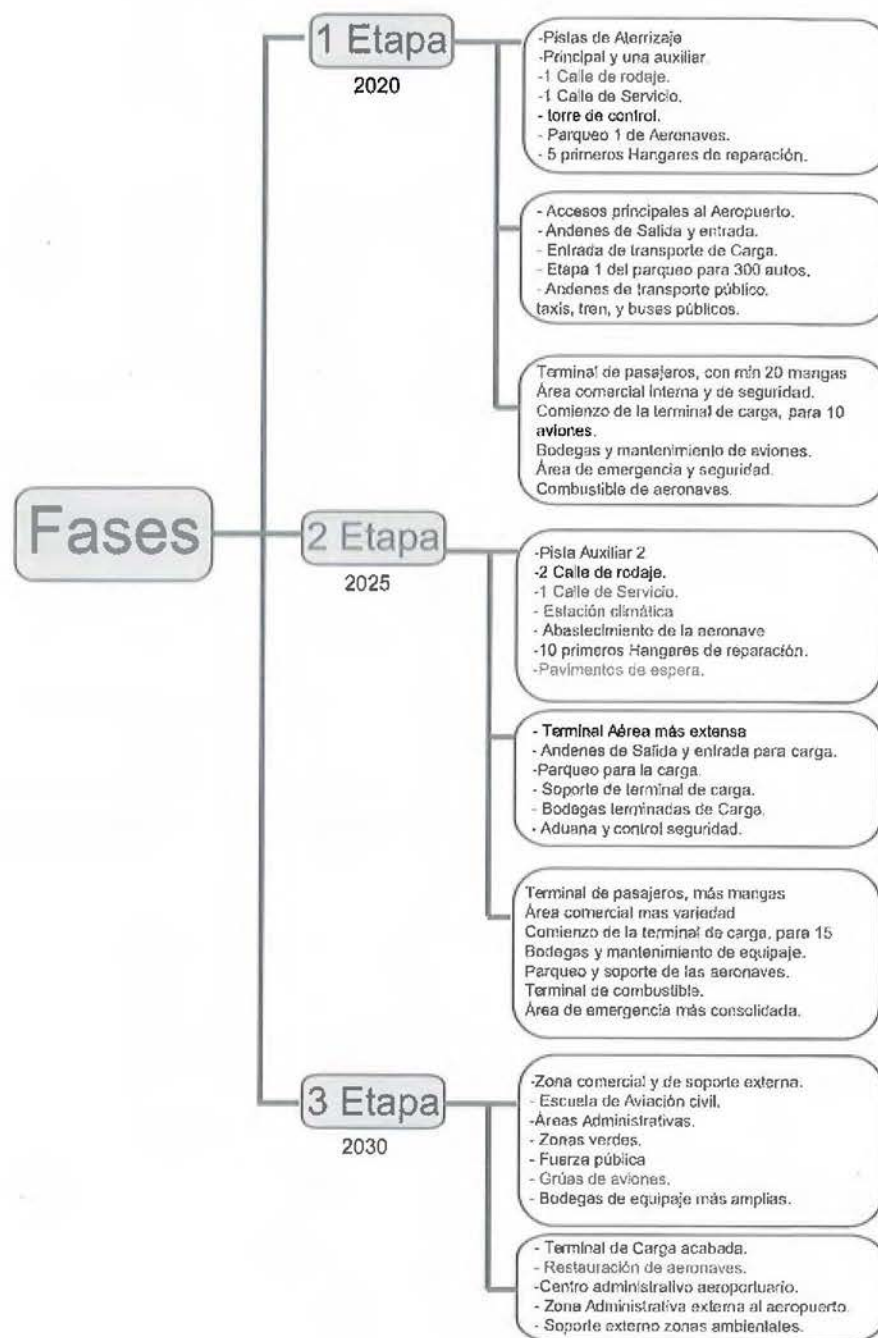 Fases
1 Etapa
2020
-Pistas de Aterrizaje
-Principal y una auxiliar
-1 Calle de rodaje.
-1 Calle de Servicio.
- torre de control.
- Parqueo 1 de Aeronaves.
- 5 primeros Hangares de reparación.
- Accesos principales al Aeropuerto.
- Andenes de Salida y entrada.
- Entrada de transporte de Carga.
- Etapa 1 del parqueo para 300 autos.
- Andenes de transporte público.
taxis, tren, y buses públicos.
Terminal de pasajeros, con min 20 mangas
Área comercial interna y de seguridad.
Comienzo de la terminal de carga, para 10
aviones.
Bodegas y mantenimiento de aviones.
Área de emergencia y seguridad.
Combustible de aeronaves.
2 Etapa
2025
-Pista Auxiliar 2
-2 Calle de rodaje.
-1 Calle de Servicio.
- Estación climática
- Abastecimiento de la aeronave
-10 primeros Hangares de reparación.
-Pavimentos de espera.
- Terminal Aérea más extensa
- Andenes de Salida y entrada para carga.
-Parqueo para la carga.
- Soporte de terminal de carga.
- Bodegas terminadas de Carga.
- Aduana y control seguridad.
Terminal de pasajeros, más mangas
Área comercial mas variedad
Comienzo de la terminal de carga, para 15
Bodegas y mantenimiento de equipaje.
Parqueo y soporte de las aeronaves.
Terminal de combustible.
Área de emergencia más consolidada.
3 Etapa
2030
-Zona comercial y de soporte externa.
- Escuela de Aviación civil.
-Áreas Administrativas.
- Zonas verdes.
- Fuerza pública
- Grúas de aviones.
- Bodegas de equipaje más amplias.
- Terminal de Carga acabada.
- Restauración de aeronaves.
-Centro administrativo aeroportuario.
- Zona Administrativa externa al aeropuerto.
- Soporte externo zonas ambientales.